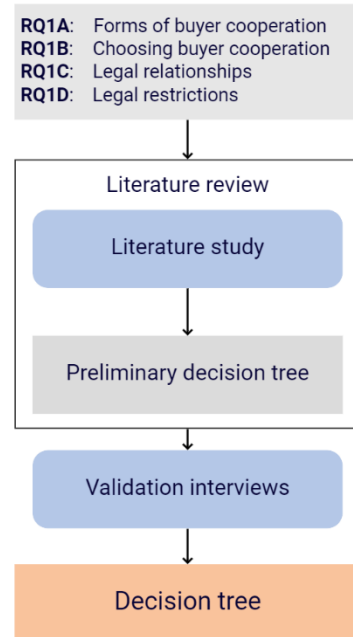 RQ1A: Forms of buyer cooperation
RQ1B: Choosing buyer cooperation
RQ1C: Legal relationships
RQ1D: Legal restrictions
Literature review
Literature study
Preliminary decision tree
Validation interviews
Decision tree